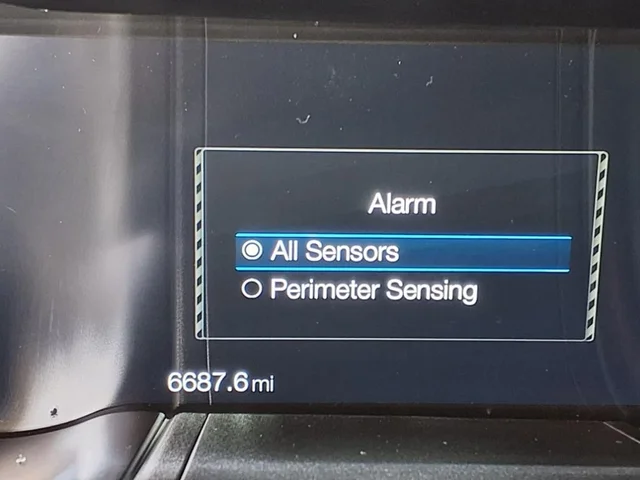 Alarm
All Sensors
Perimeter Sensing
6687.6 mi